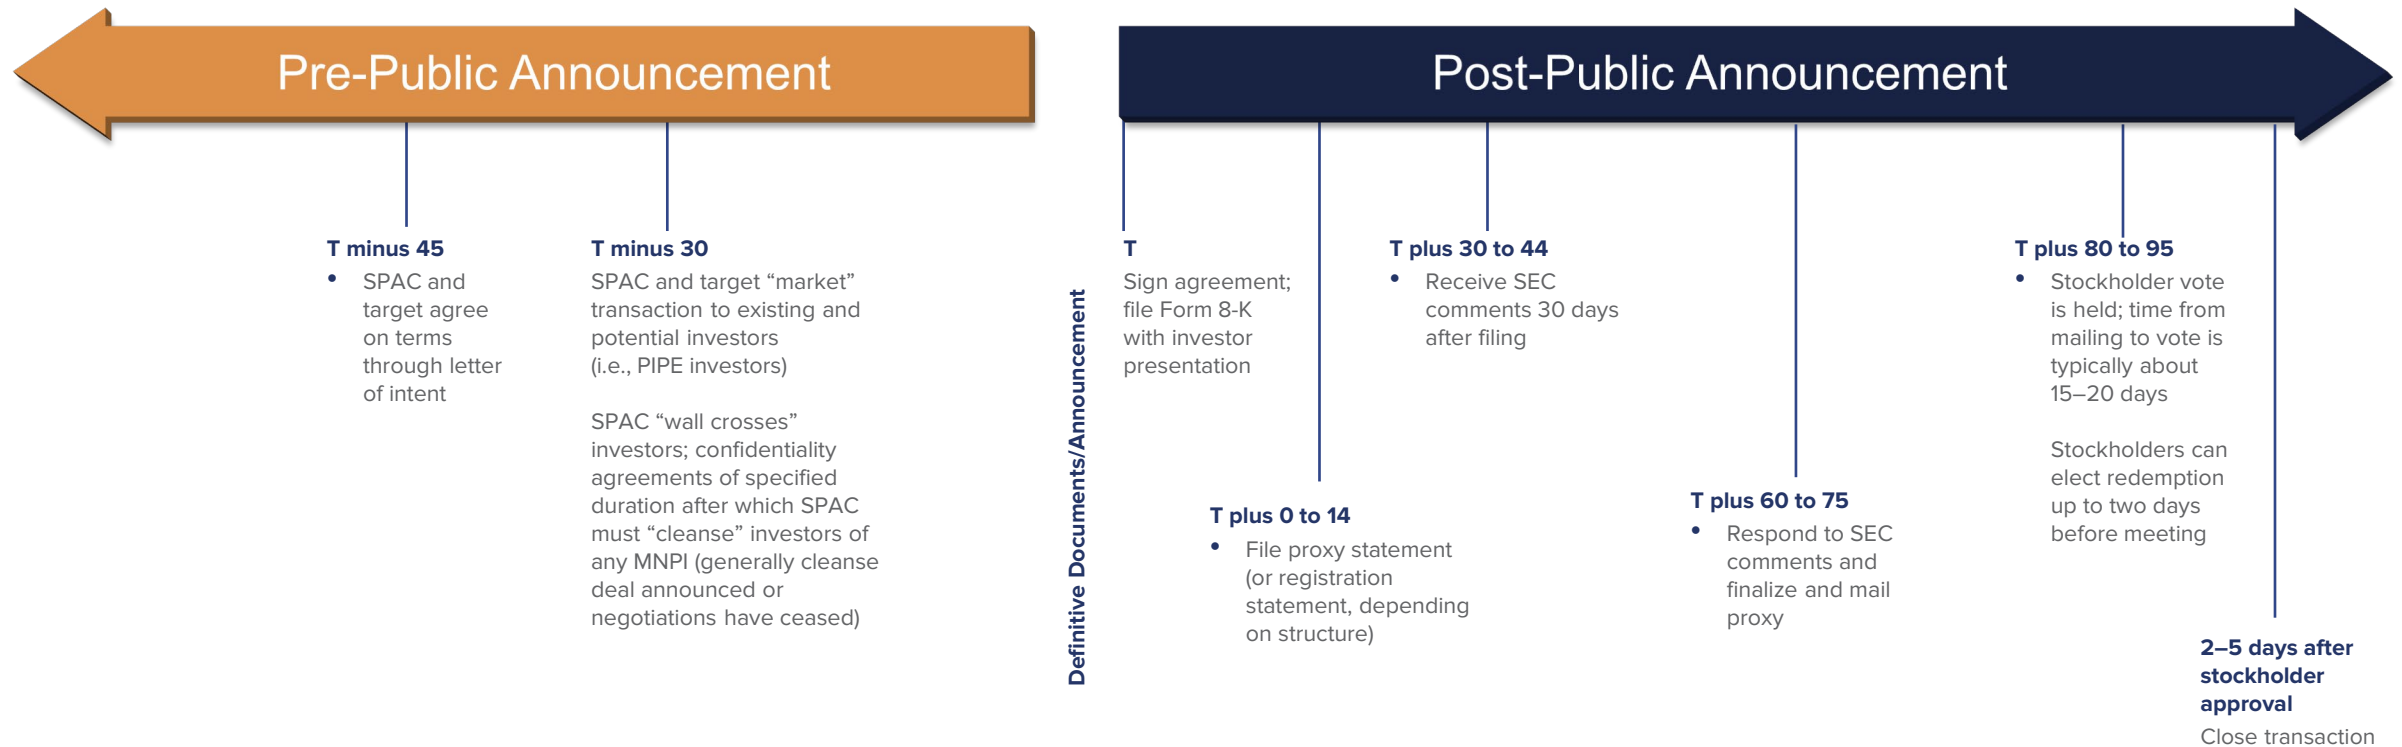 Pre-Public Announcement
Post-Public Announcement
T minus 45
• SPAC and
target agree
on terms
through letter
of intent
T minus 30
SPAC and target “market”
transaction to existing and
potential investors
(i.e., PIPE investors)
SPAC “wall crosses”
investors; confidentiality
agreements of specified
duration after which SPAC
must “cleanse” investors of
any MNPI (generally cleanse
deal announced or
negotiations have ceased)
Definitive Documents/Announcement
T
Sign agreement;
file Form 8-K
with investor
presentation
T plus 0 to 14
• File proxy statement
(or registration
statement, depending
on structure)
T plus 30 to 44
• Receive SEC
comments 30 days
after filing
T plus 60 to 75
• Respond to SEC
comments and
finalize and mail
proxy
T plus 80 to 95
• Stockholder vote
is held; time from
mailing to vote is
typically about
15–20 days
Stockholders can
elect redemption
up to two days
before meeting
2–5 days after
stockholder
approval
Close transaction